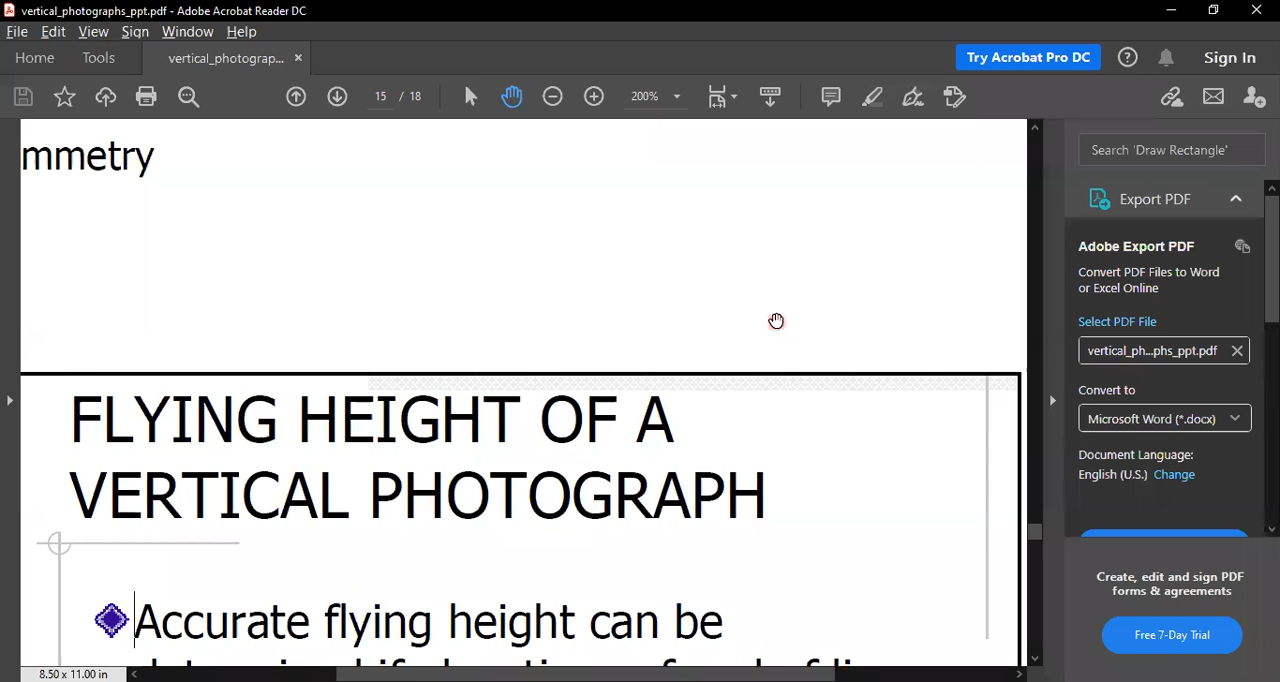 vertical_photographs_ppt.pdf - Adobe Acrobat Reader DC
File Edit View Sign Window Help
Home Tools vertical_photograp... ×
Try Acrobat Pro DC
Sign In
15 / 18
200%
mmetry
FLYING HEIGHT OF A
VERTICAL PHOTOGRAPH
Accurate flying height can be
8.50 x 11.00 in
Search 'Draw Rectangle'
Export PDF
Adobe Export PDF
Convert PDF Files to Word
or Excel Online
Select PDF File
vertical_ph...phs_ppt.pdf
Convert to
Microsoft Word (*.docx)
Document Language:
English (U.S.) Change
Create, edit and sign PDF
forms & agreements
Free 7-Day Trial